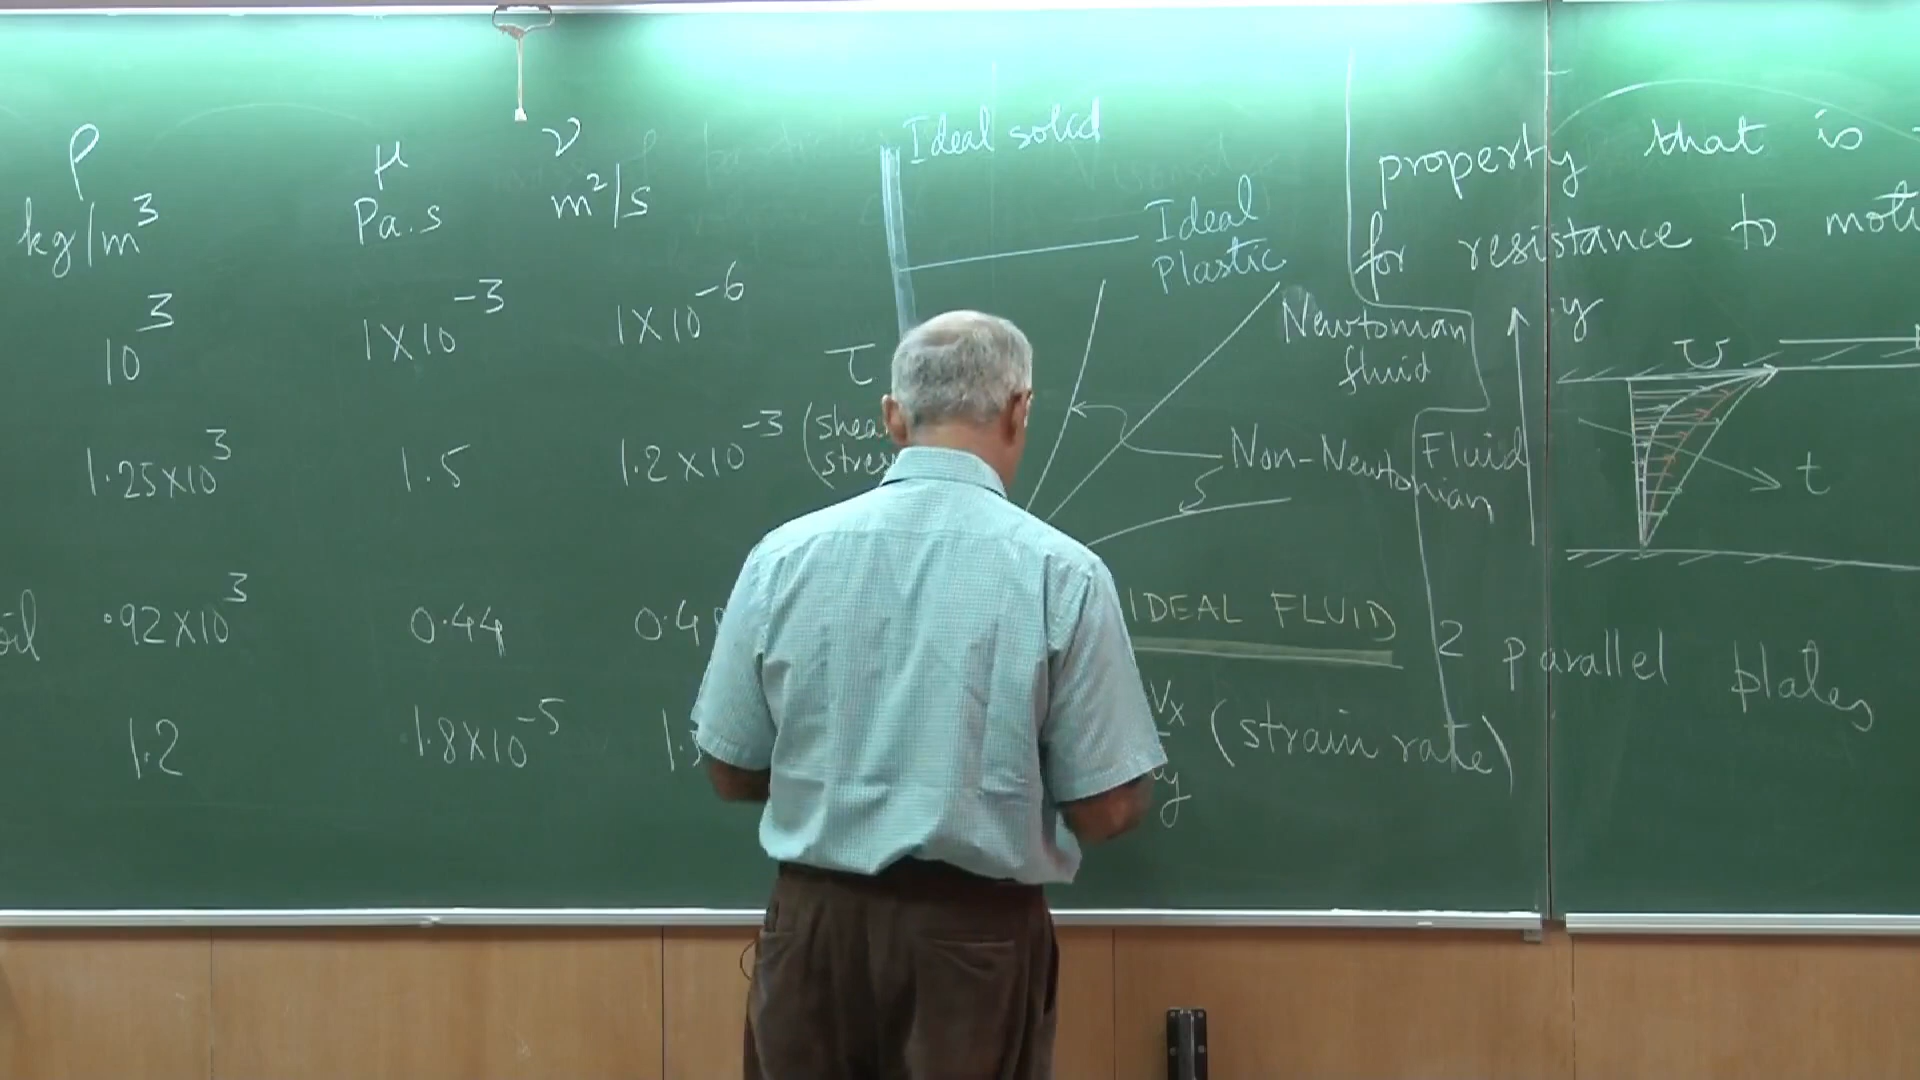 ρ μ ν
kg/m³ Pa.s m²/s
10³ 1×10⁻³ 1×10⁻⁶
1.25×10³ 1.5 1.2×10⁻³
oil .92×10³ 0.44
1.2 1.8×10⁻⁵
Ideal solid
Ideal
Plastic
τ
(shea
stres
Newtonian
fluid
Non-Newtonian
Fluid
IDEAL FLUID
Vx (strain rate)
y
property that is
for resistance to moti
y
U
t
2 parallel plates